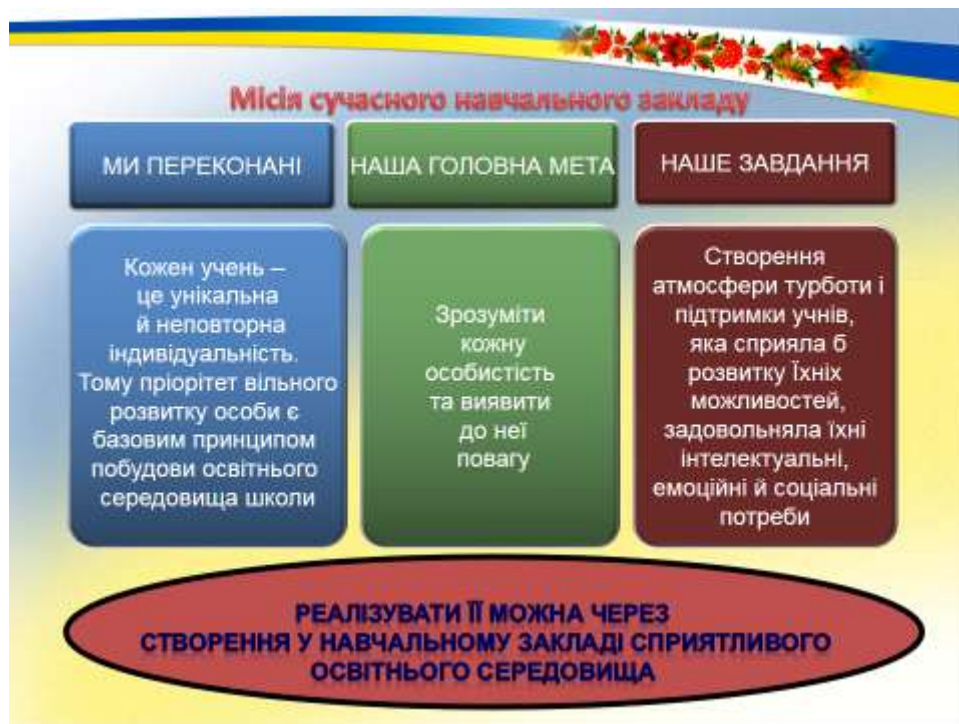 Місія сучасного навчального закладу
МИ ПЕРЕКОНАНІ
НАША ГОЛОВНА МЕТА
НАШЕ ЗАВДАННЯ
Кожен учень –
це унікальна
й неповторна
індивідуальність.
Тому пріорітет вільного
розвитку особи є
базовим принципом
побудови освітнього
середовища школи
Зрозуміти
кожну
особистість
та виявити
до неї
повагу
Створення
атмосфери турботи і
підтримки учнів,
яка сприяла б
розвитку Їхніх
можливостей,
задовольняла їхні
інтелектуальні,
емоційні й соціальні
потреби
РЕАЛІЗУВАТИ ЇЇ МОЖНА ЧЕРЕЗ
СТВОРЕННЯ У НАВЧАЛЬНОМУ ЗАКЛАДІ СПРИЯТЛИВОГО
ОСВІТНЬОГО СЕРЕДОВИЩА